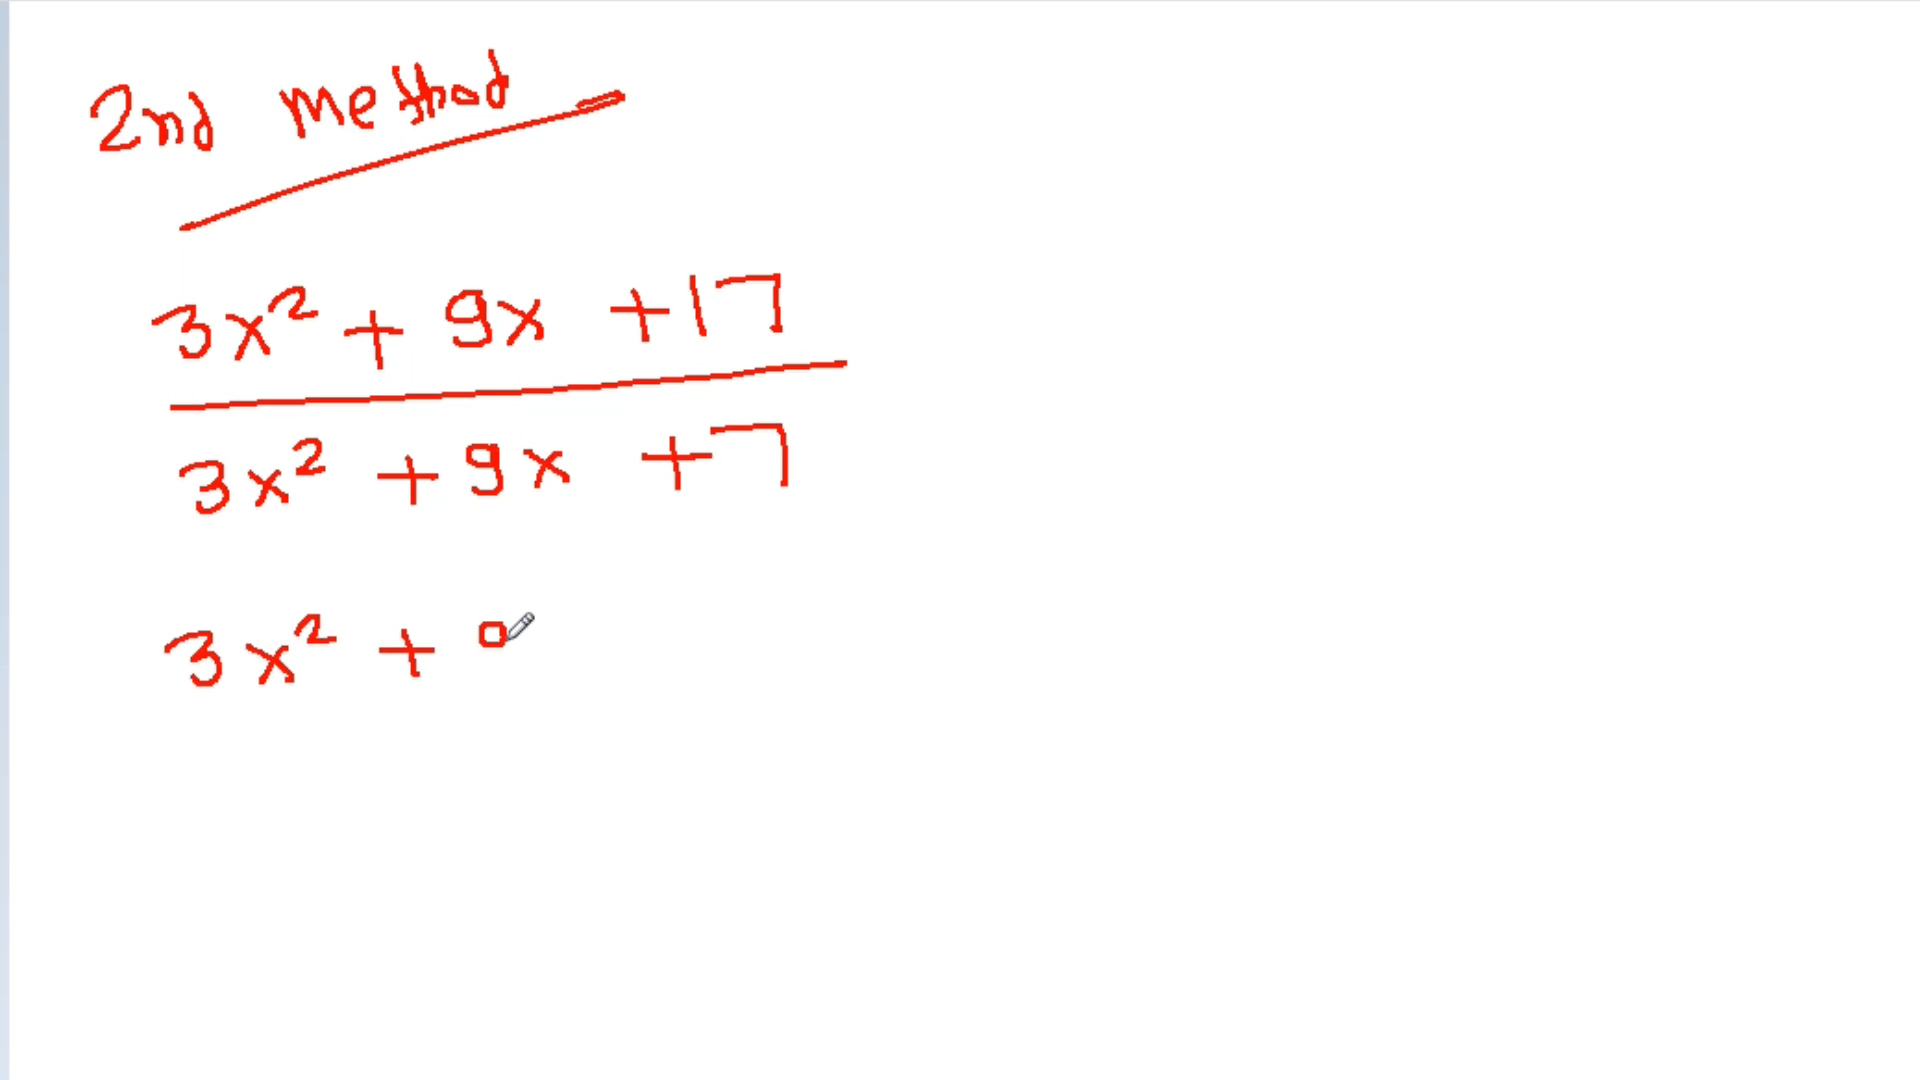 2nd method
3x² + 9x +17
3x² + 9x +7
3x² +